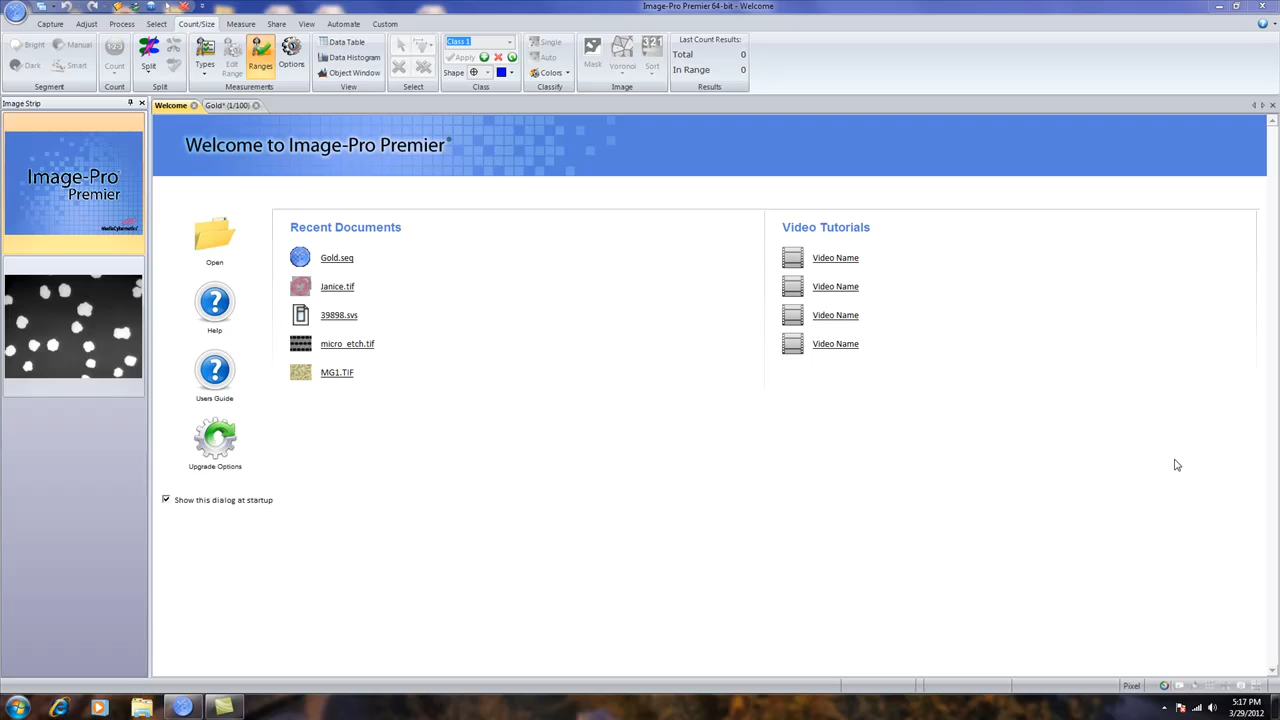 Image-Pro Premier 64-bit - Welcome
Capture Adjust Process Select Count/Size Measure Share View Automate Custom
Bright Manual
Dark Smart
Segment
Count
Count
Split
Split
Types
Edit Range
Ranges
Options
Measurements
Data Table
Data Histogram
Object Window
View
Select
Class 1
Apply
Shape
Class
Single
Auto
Colors
Classify
Mask
Voronoi
Sort
Image
Last Count Results:
Total 0
In Range 0
Results
Image Strip
Welcome
Gold* (1/100)
Image-Pro
Premier
MediaCybernetics
Welcome to Image-Pro Premier®
Open
Help
Users Guide
Upgrade Options
Show this dialog at startup
Recent Documents
Gold.seq
Janice.tif
39898.svs
micro_etch.tif
MG1.TIF
Video Tutorials
Video Name
Video Name
Video Name
Video Name
Pixel
5:17 PM
3/29/2012